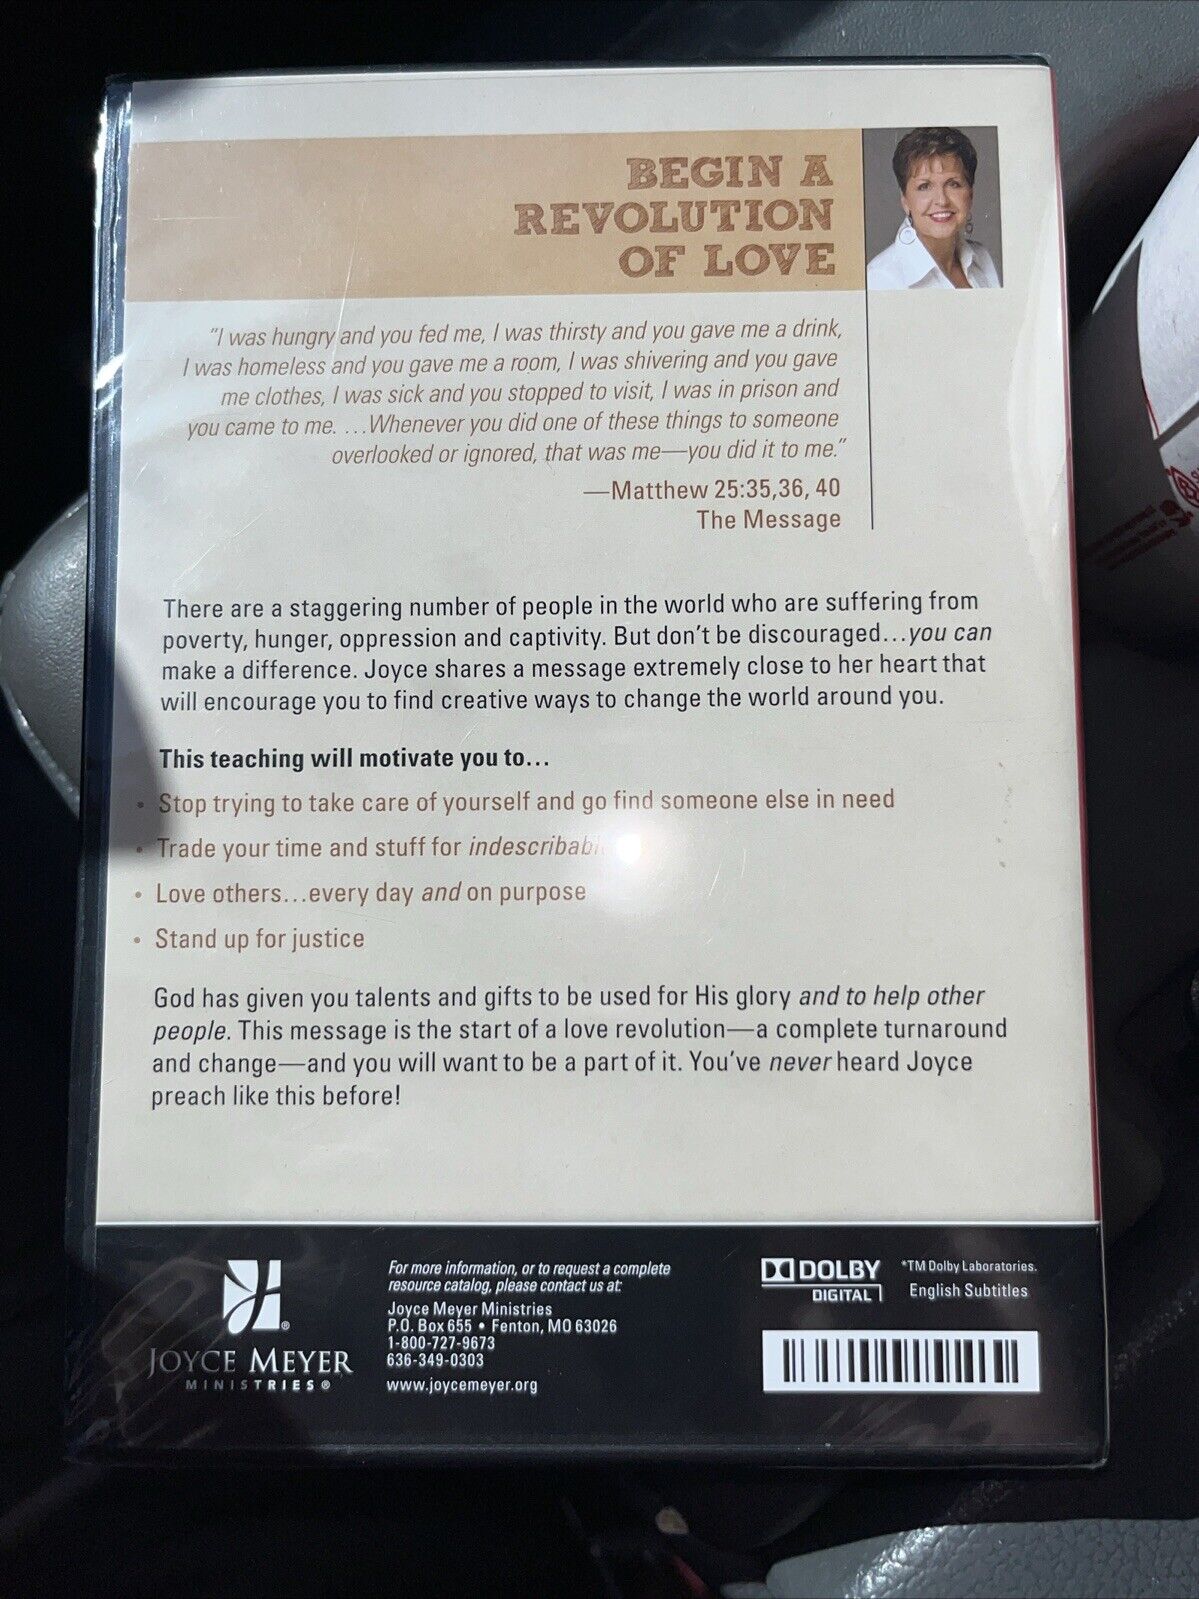 BEGIN A
REVOLUTION
OF LOVE
"I was hungry and you fed me, I was thirsty and you gave me a drink,
I was homeless and you gave me a room, I was shivering and you gave
me clothes, I was sick and you stopped to visit, I was in prison and
you came to me. …Whenever you did one of these things to someone
overlooked or ignored, that was me—you did it to me."
—Matthew 25:35,36, 40
The Message
There are a staggering number of people in the world who are suffering from
poverty, hunger, oppression and captivity. But don't be discouraged…you can
make a difference. Joyce shares a message extremely close to her heart that
will encourage you to find creative ways to change the world around you.
This teaching will motivate you to…
• Stop trying to take care of yourself and go find someone else in need
• Trade your time and stuff for
• Love others…every day and on purpose
• Stand up for justice
God has given you talents and gifts to be used for His glory and to help other
people. This message is the start of a love revolution—a complete turnaround
and change—and you will want to be a part of it. You've never heard Joyce
preach like this before!
JOYCE MEYER
MINISTRIES®
For more information, or to request a complete
resource catalog, please contact us at:
Joyce Meyer Ministries
P.O. Box 655 • Fenton, MO 63026
1-800-727-9673
636-349-0303
www.joycemeyer.org
DOLBY
DIGITAL
*TM Dolby Laboratories.
English Subtitles